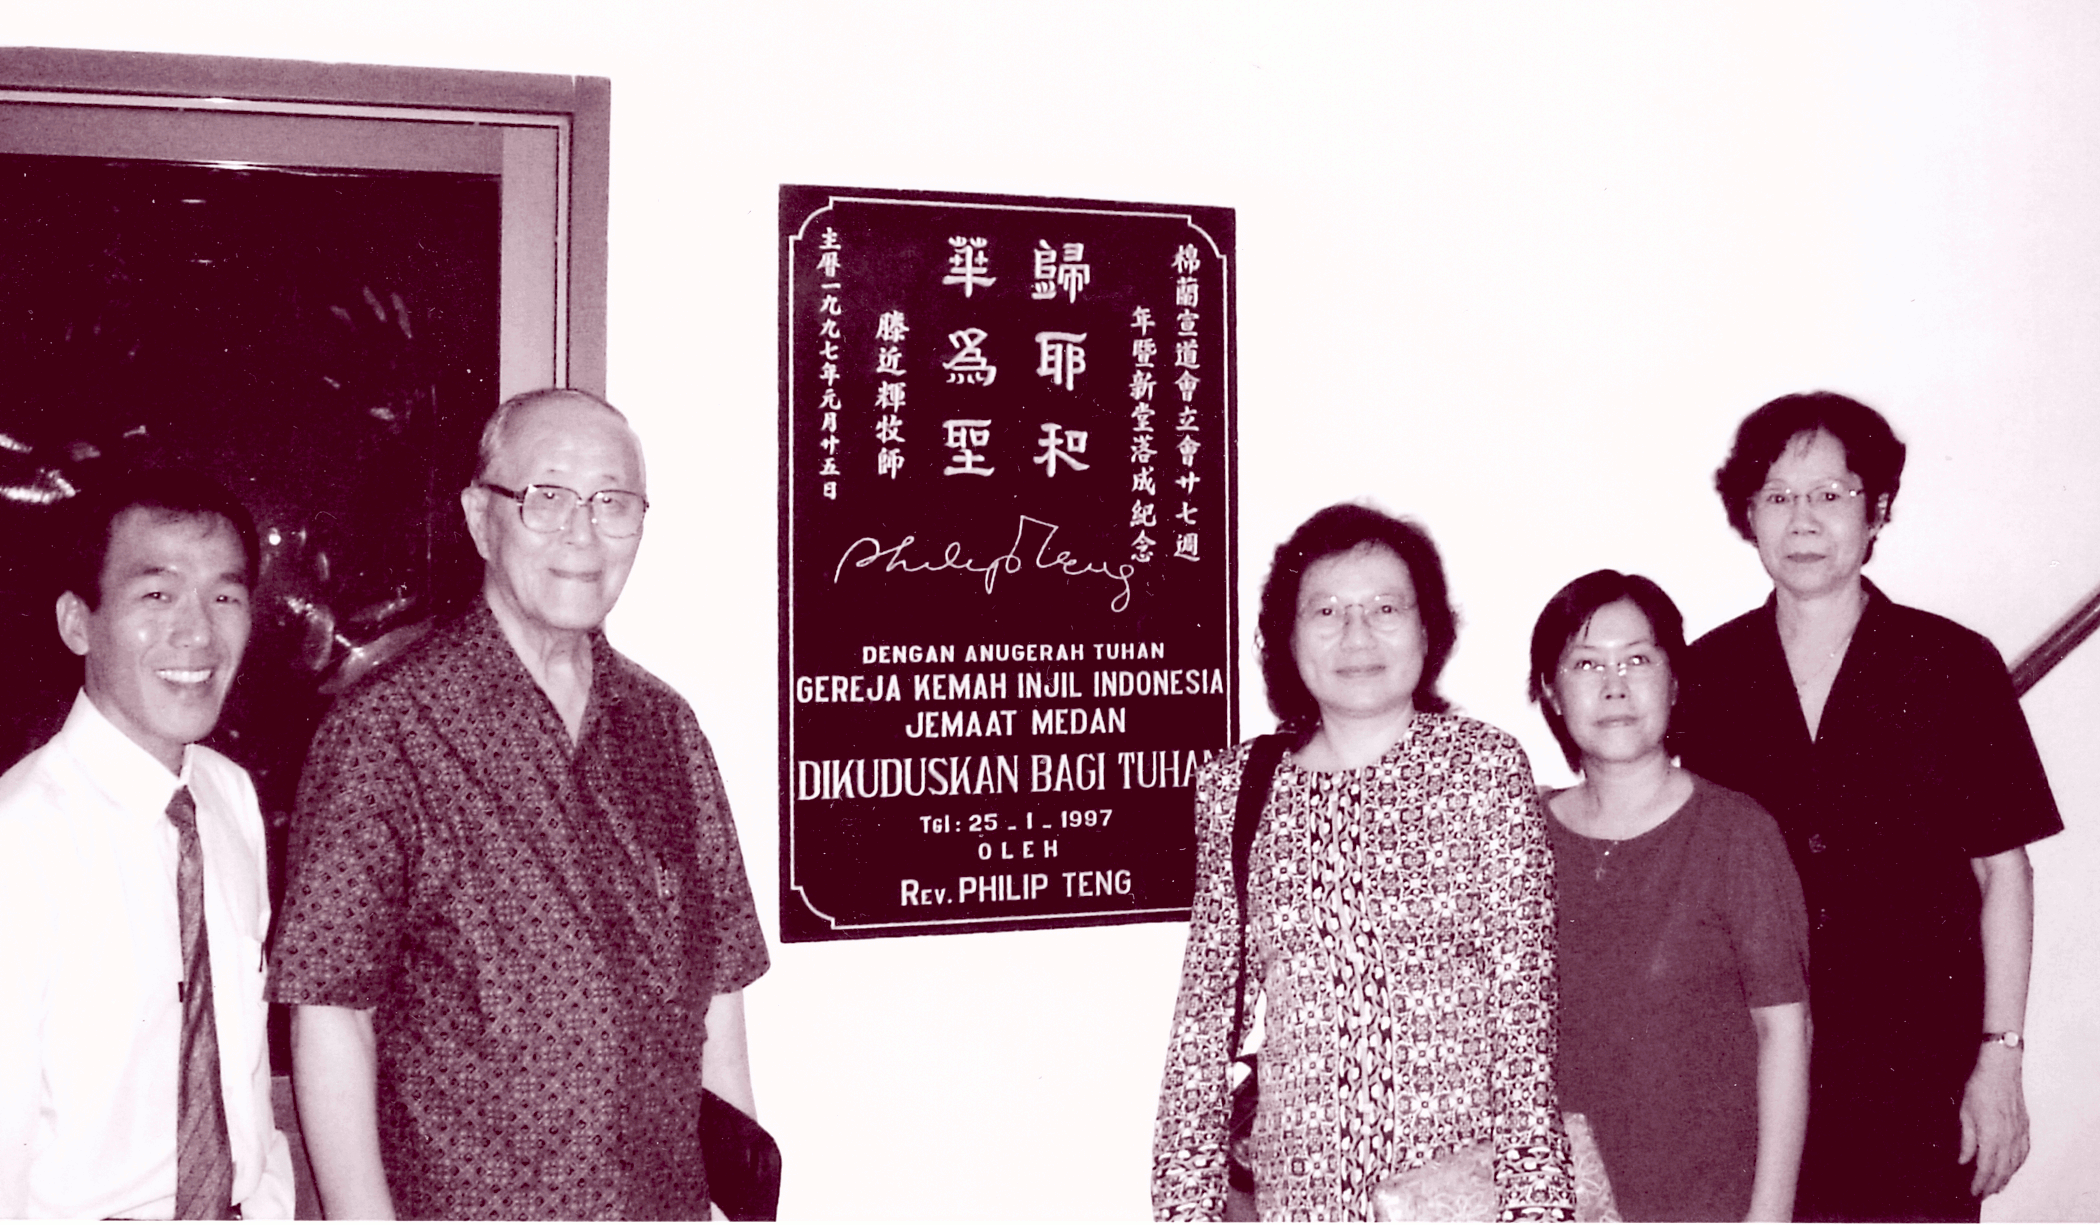 棉蘭宣道會立會廿七週
年暨新堂落成紀念
歸耶和
華爲聖
滕近輝牧師
主曆一九九七年元月廿五日
Philip Teng
DENGAN ANUGERAH TUHAN
GEREJA KEMAH INJIL INDONESIA
JEMAAT MEDAN
DIKUDUSKAN BAGI TUHAN
Tgl : 25 - 1 - 1997
OLEH
REV. PHILIP TENG